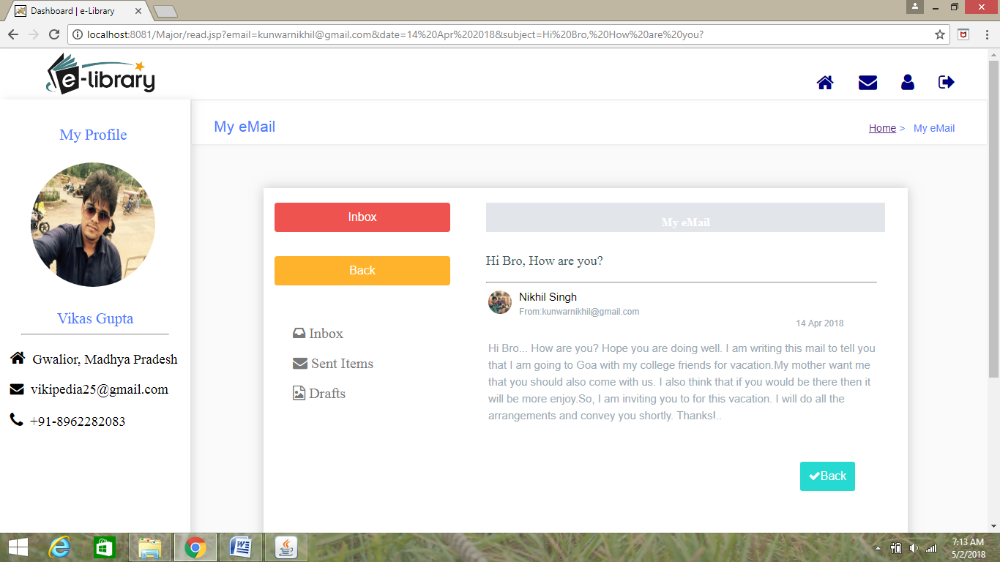 Dashboard | e-Library
localhost:8081/Major/read.jsp?email=kunwarnikhil@gmail.com&date=14%20Apr%202018&subject=Hi%20Bro,%20How%20are%20you?
e-library
My Profile
Vikas Gupta
Gwalior, Madhya Pradesh
vikipedia25@gmail.com
+91-8962282083
My eMail
Home > My eMail
Inbox
Back
Inbox
Sent Items
Drafts
My eMail
Hi Bro, How are you?
Nikhil Singh
From:kunwarnikhil@gmail.com
14 Apr 2018
Hi Bro... How are you? Hope you are doing well. I am writing this mail to tell you
that I am going to Goa with my college friends for vacation.My mother want me
that you should also come with us. I also think that if you would be there then it
will be more enjoy.So, I am inviting you to for this vacation. I will do all the
arrangements and convey you shortly. Thanks!..
Back
7:13 AM
5/2/2018